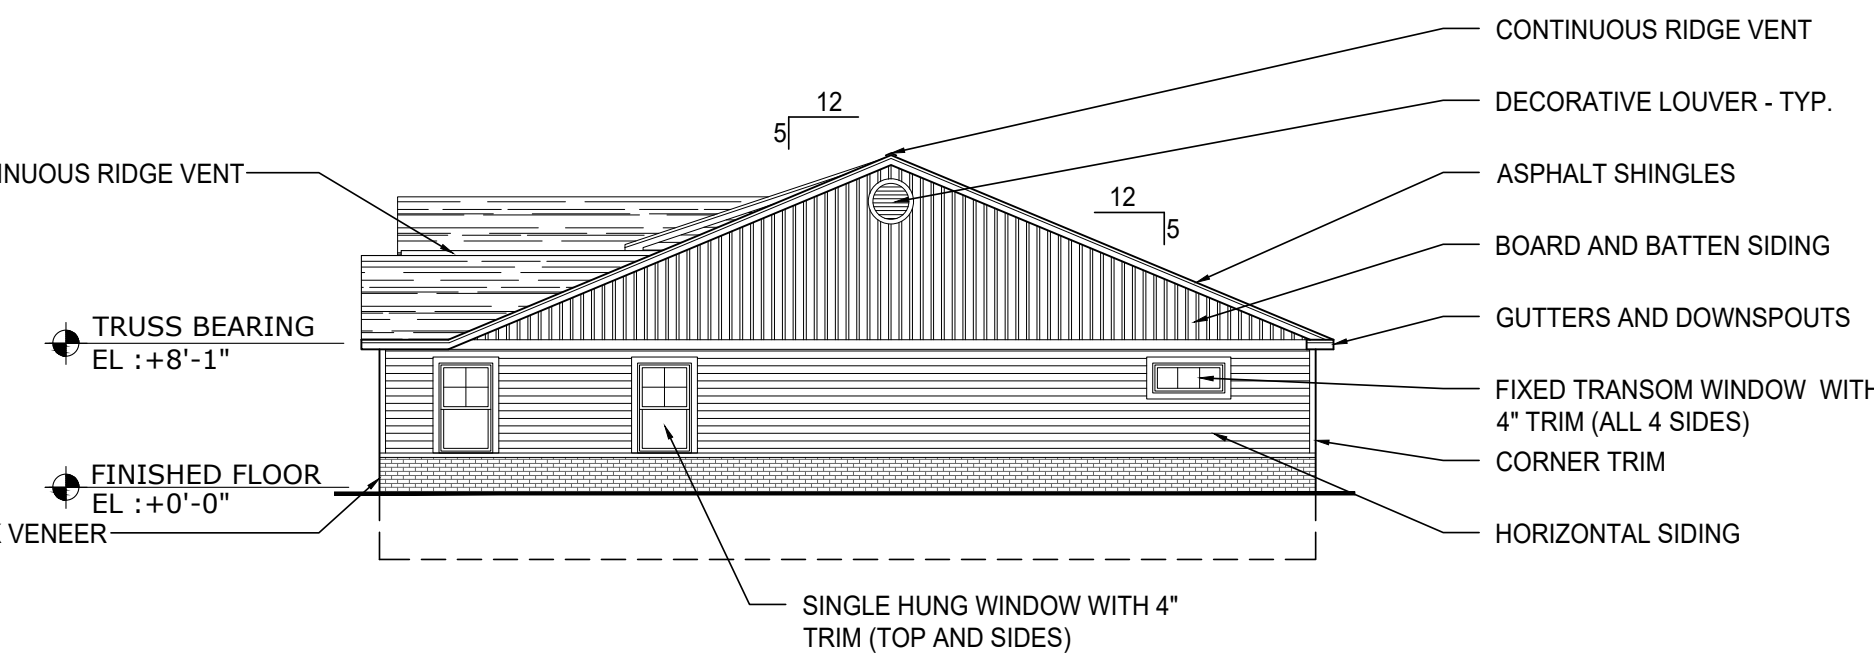 CONTINUOUS RIDGE VENT
12
5
DECORATIVE LOUVER - TYP.
INUOUS RIDGE VENT
ASPHALT SHINGLES
12
5
BOARD AND BATTEN SIDING
GUTTERS AND DOWNSPOUTS
TRUSS BEARING
EL :+8'-1"
FIXED TRANSOM WINDOW WITH
4" TRIM (ALL 4 SIDES)
CORNER TRIM
FINISHED FLOOR
EL :+0'-0"
VENEER
HORIZONTAL SIDING
SINGLE HUNG WINDOW WITH 4"
TRIM (TOP AND SIDES)